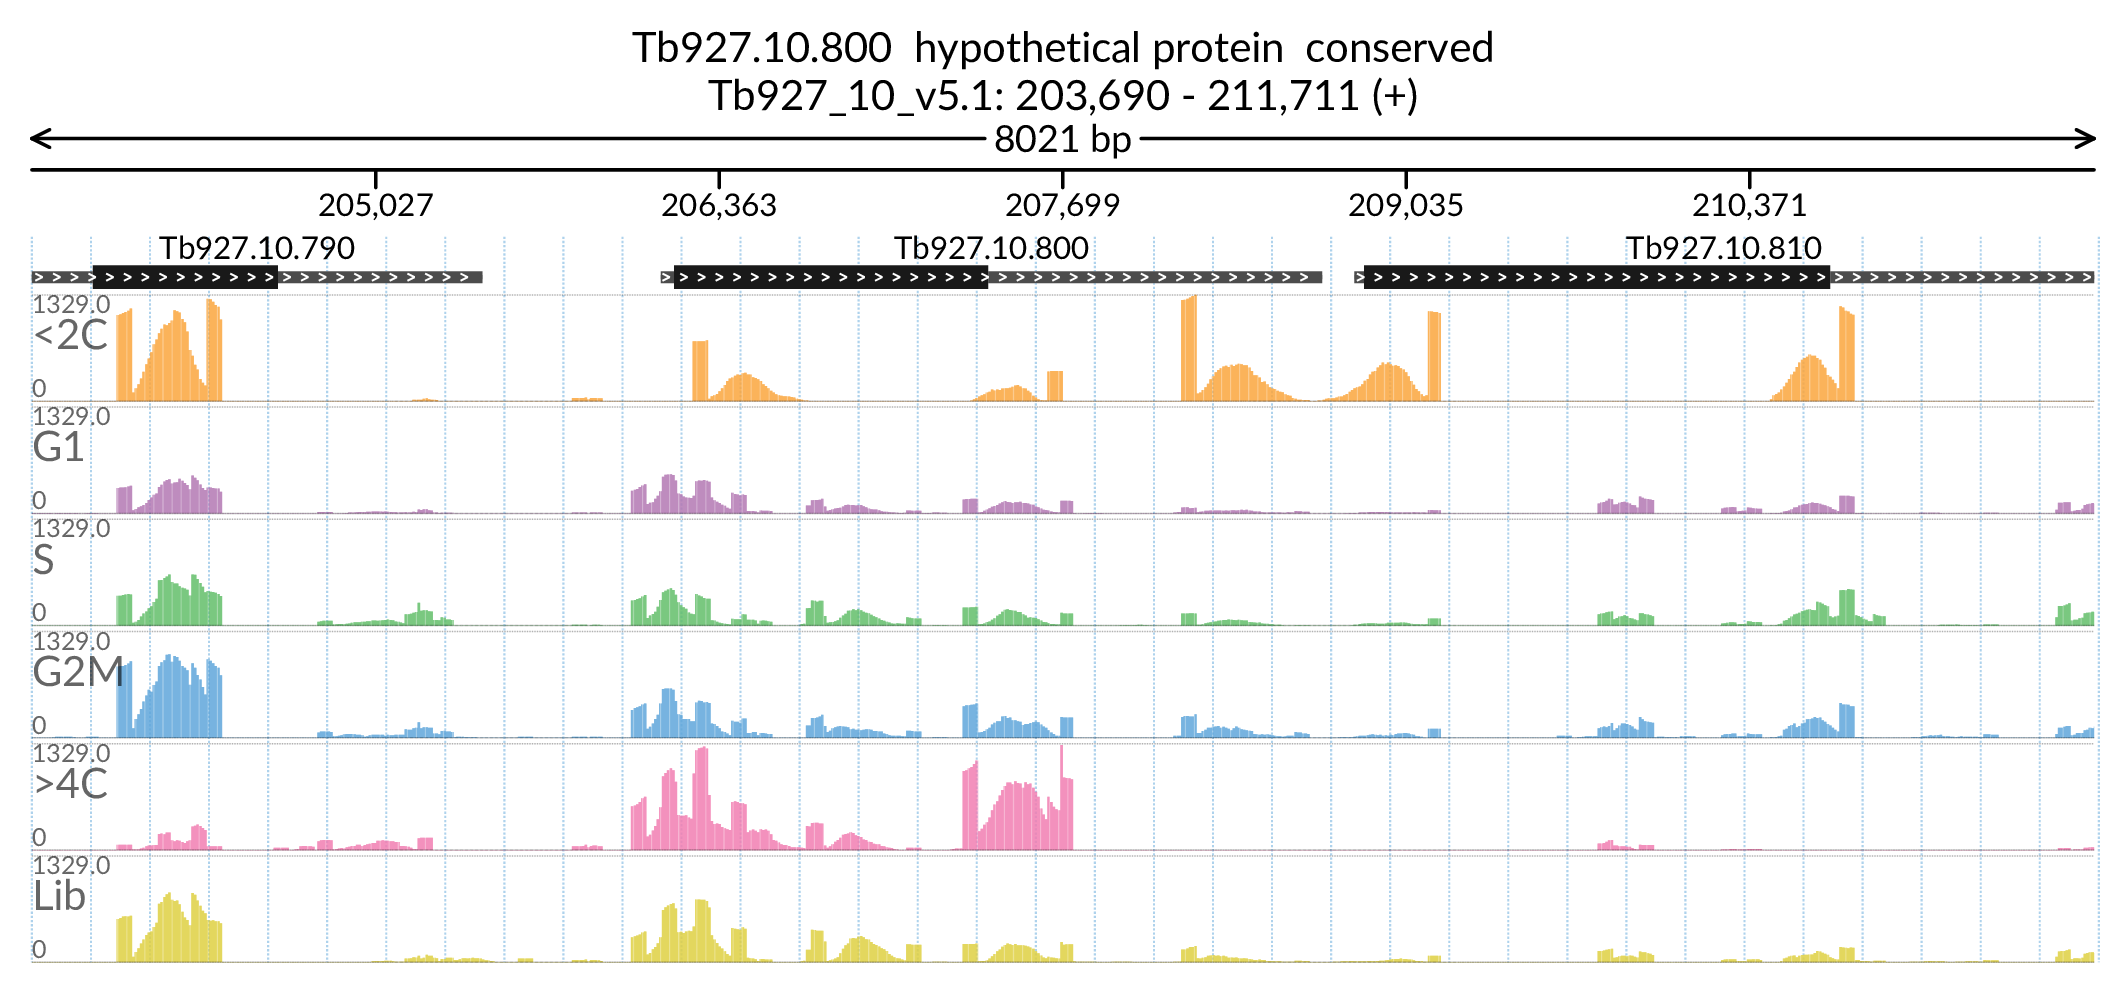 Tb927.10.800  hypothetical protein  conserved
Tb927_10_v5.1: 203,690 - 211,711 (+)
8021 bp
205,027 206,363 207,699 209,035 210,371
Tb927.10.790 Tb927.10.800 Tb927.10.810
1329.0
<2C
0
1329.0
G1
0
1329.0
S
0
1329.0
G2M
0
1329.0
>4C
0
1329.0
Lib
0